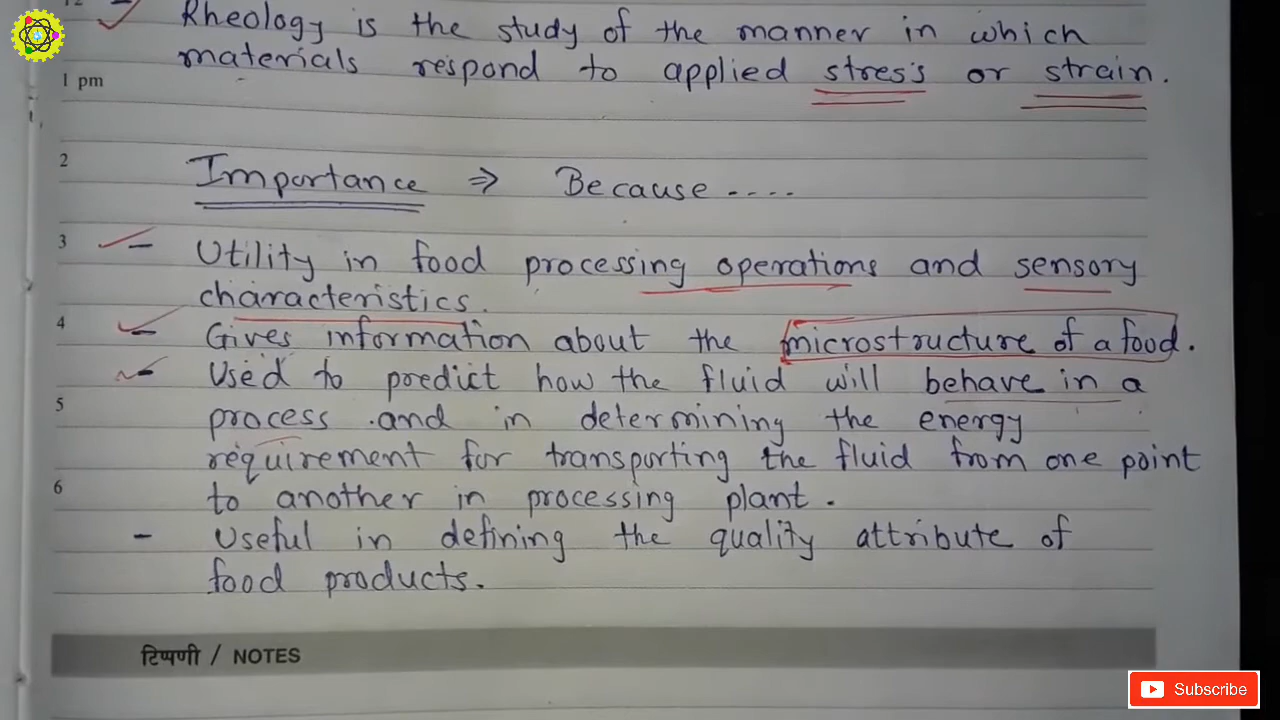 12 - Rheology is the study of the manner in which
materials respond to applied stress or strain.
1 pm
2 Importance ⇒ Because ....
3 - Utility in food processing operations and sensory
characteristics.
4 - Gives information about the microstructure of a food.
- Used to predict how the fluid will behave in a
5 process and in determining the energy
requirement for transporting the fluid from one point
6 to another in processing plant.
- Useful in defining the quality attribute of
food products.
टिप्पणी / NOTES
Subscribe